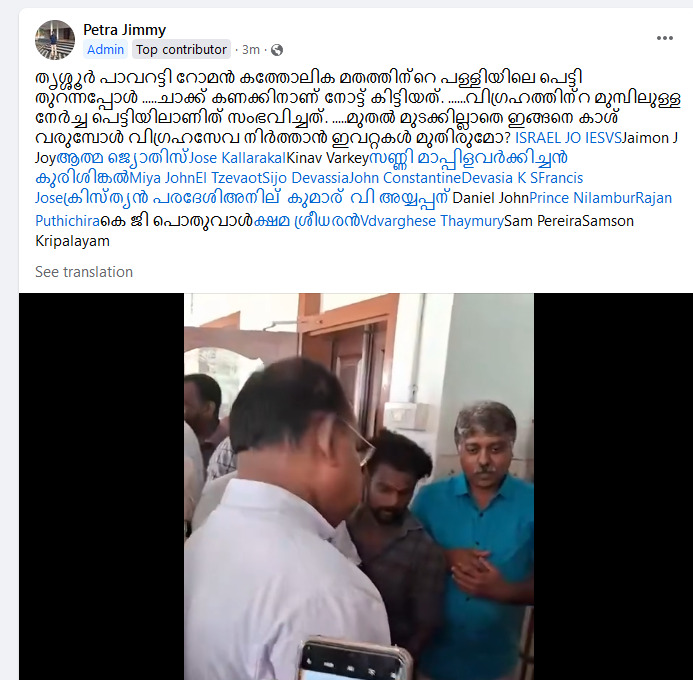 Petra Jimmy
Admin Top contributor · 3m ·
തൃശ്ശൂർ പാവറട്ടി റോമൻ കത്തോലിക മതത്തിന്റെ പള്ളിയിലെ പെട്ടി
തുറന്നപ്പോൾ .....ചാക്ക് കണക്കിനാണ് നോട്ട് കിട്ടിയത്. ......വിഗ്രഹത്തിന്റ മുമ്പിലുള്ള
നേർച്ച പെട്ടിയിലാണിത് സംഭവിച്ചത്. .....മുതൽ മുടക്കില്ലാതെ ഇങ്ങനെ കാശ്
വരുമ്പോൾ വിഗ്രഹസേവ നിർത്താൻ ഇവറ്റകൾ മുതിരുമോ? ISRAEL JO IESVSJaimon J
Joyആത്മ ജ്യൊതിസ്Jose KallarakalKinav Varkeyസണ്ണി മാപ്പിളവർക്കിച്ചൻ
കുരിശിങ്കൽMiya JohnEl TzevaotSijo DevassiaJohn ConstantineDevasia K SFrancis
Joseക്രിസ്ത്യൻ പരദേശിഅനില് കുമാര് വി അയ്യപ്പന് Daniel JohnPrince NilamburRajan
Puthichiraകെ ജി പൊതുവാൾക്ഷമ ശ്രീധരൻVdvarghese ThaymurySam PereiraSamson
Kripalayam
See translation